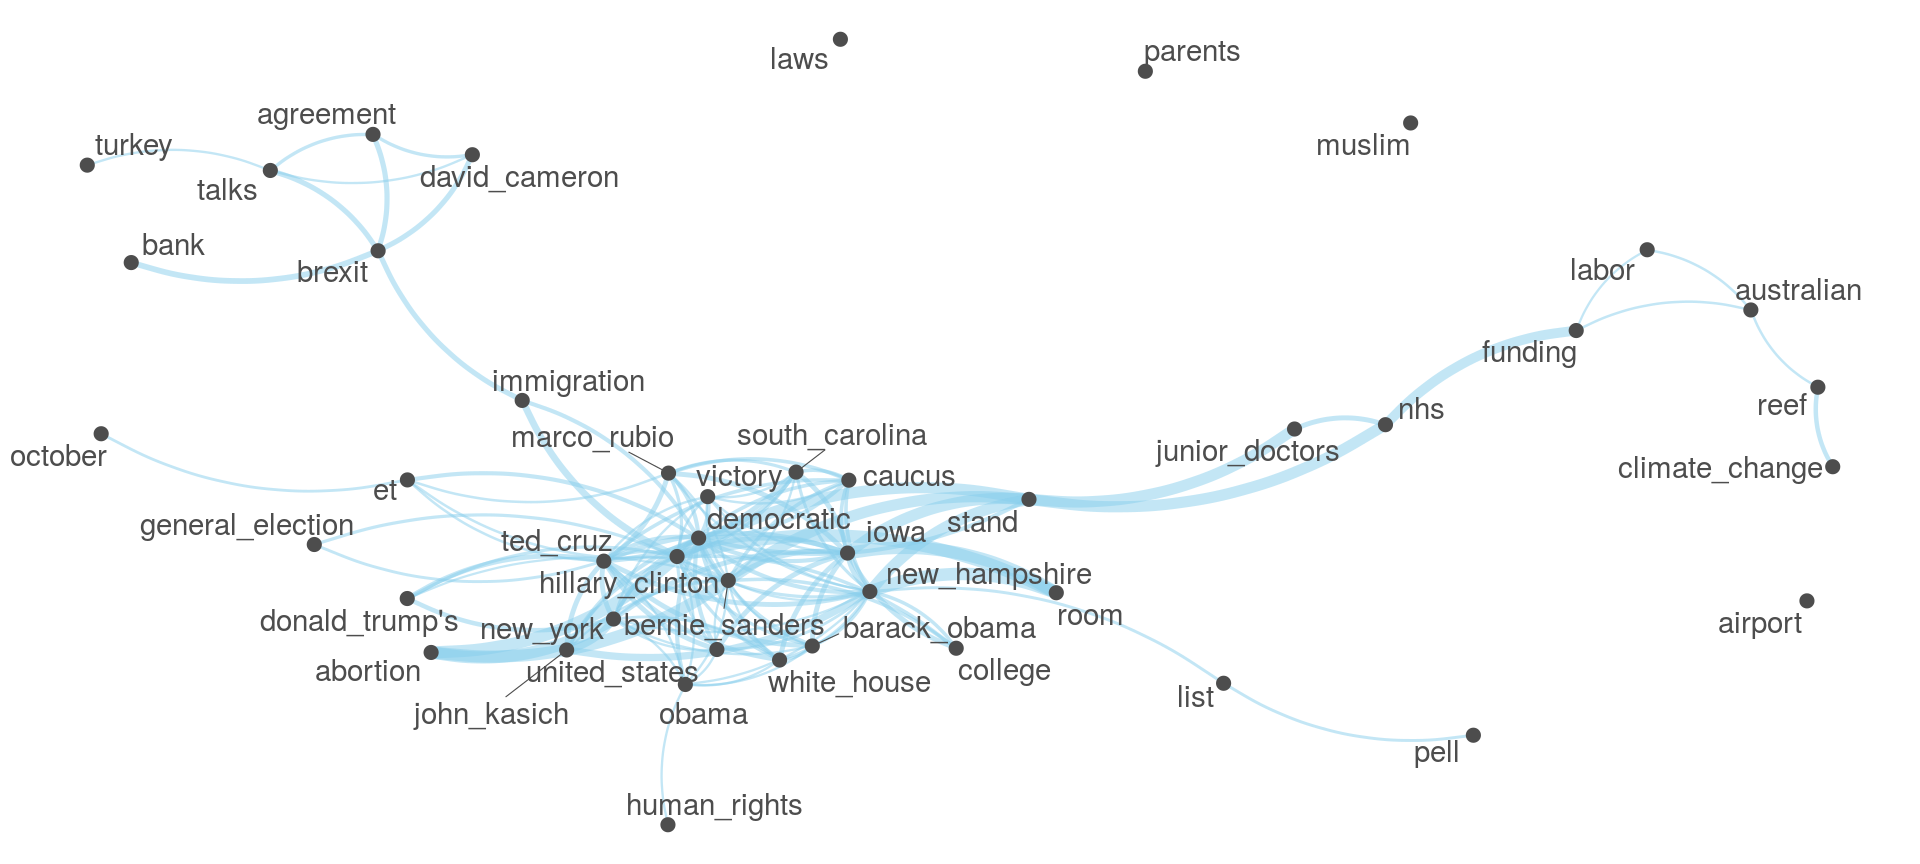 laws
parents
agreement
muslim
turkey
david_cameron
talks
bank
brexit
labor
australian
funding
immigration
reef
nhs
marco_rubio
south_carolina
junior_doctors
october
climate_change
victory
caucus
et
general_election
democratic
stand
iowa
ted_cruz
hillary_clinton
new_hampshire
room
donald_trump's
new_york
bernie_sanders
barack_obama
airport
abortion
united_states
white_house
college
list
john_kasich
obama
pell
human_rights